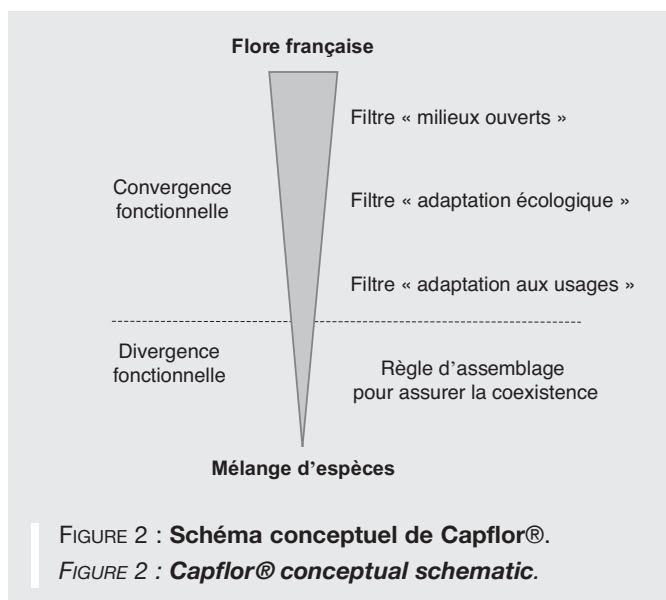 Flore française
Filtre « milieux ouverts »
Convergence
fonctionnelle
Filtre « adaptation écologique »
Filtre « adaptation aux usages »
Divergence
fonctionnelle
Règle d’assemblage
pour assurer la coexistence
Mélange d’espèces
FIGURE 2 : Schéma conceptuel de Capflor®.
FIGURE 2 : Capflor® conceptual schematic.